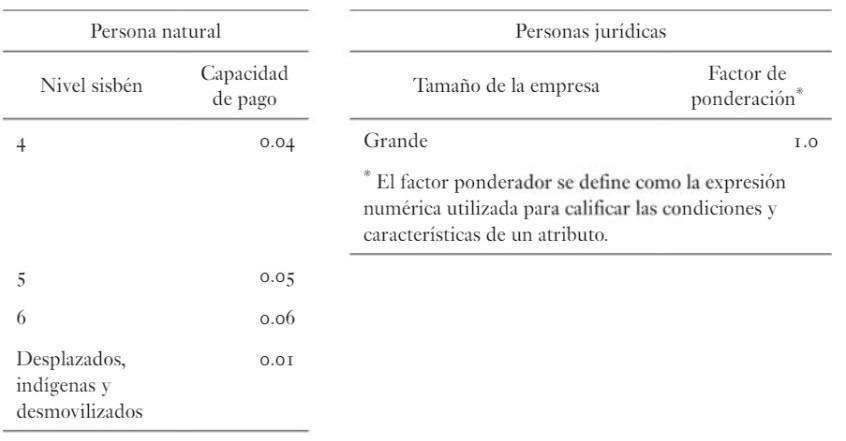 Persona natural
Nivel sisbén
Capacidad
de pago
4
0.04
5
0.05
6
0.06
Desplazados,
indígenas y
desmovilizados
0.01
Personas jurídicas
Tamaño de la empresa
Factor de
ponderación*
Grande
1.0
* El factor ponderador se define como la expresión
numérica utilizada para calificar las condiciones y
características de un atributo.